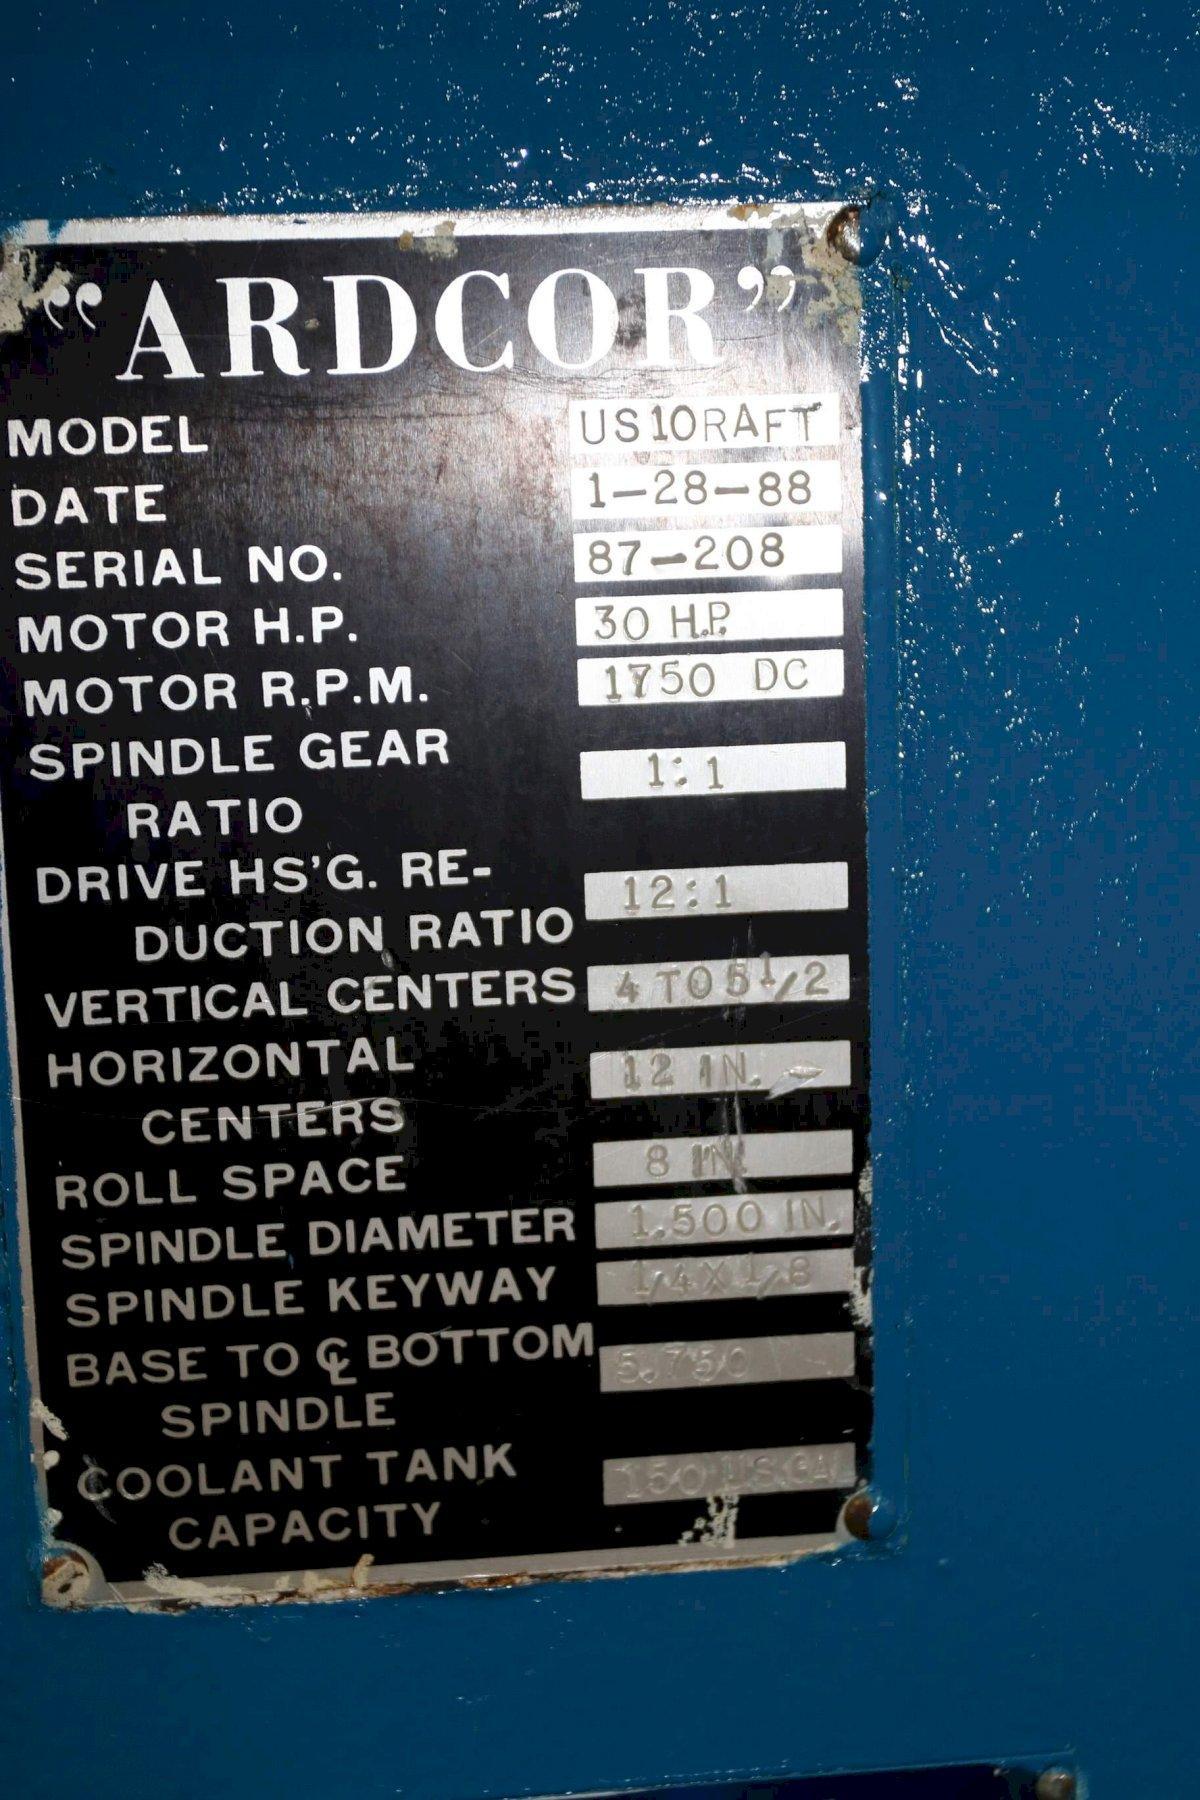 “ARDCOR”
MODEL US10RAFT
DATE 1-28-88
SERIAL NO. 87-208
MOTOR H.P. 30 H.P.
MOTOR R.P.M. 1750 DC
SPINDLE GEAR 1:1
RATIO
DRIVE HS'G. RE- 12:1
DUCTION RATIO
VERTICAL CENTERS 4 TO 5 1/2
HORIZONTAL 12 IN.
CENTERS
ROLL SPACE 8 IN.
SPINDLE DIAMETER 1.500 IN.
SPINDLE KEYWAY 1/4X1/8
BASE TO ℄ BOTTOM 5.750
SPINDLE
COOLANT TANK 150 U.S.GAL
CAPACITY